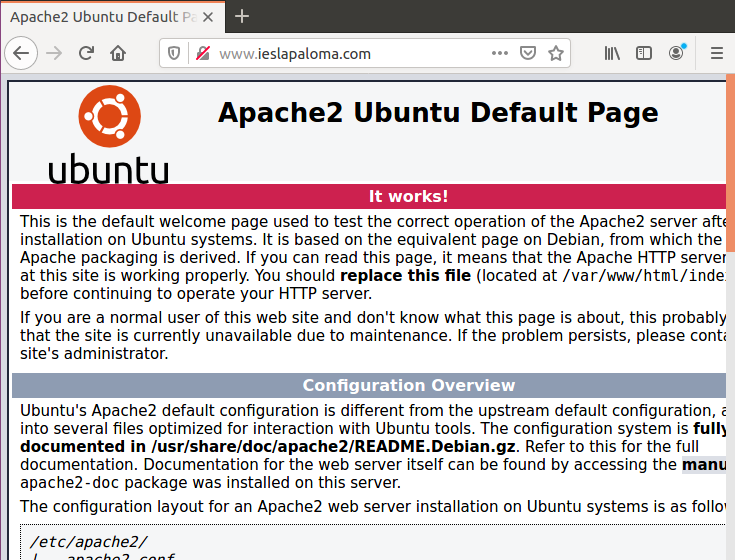 Apache2 Ubuntu Default Pa
www.ieslapaloma.com
ubuntu
Apache2 Ubuntu Default Page
It works!
This is the default welcome page used to test the correct operation of the Apache2 server afte
installation on Ubuntu systems. It is based on the equivalent page on Debian, from which the
Apache packaging is derived. If you can read this page, it means that the Apache HTTP server
at this site is working properly. You should replace this file (located at /var/www/html/inde
before continuing to operate your HTTP server.
If you are a normal user of this web site and don't know what this page is about, this probably
that the site is currently unavailable due to maintenance. If the problem persists, please conta
site's administrator.
Configuration Overview
Ubuntu's Apache2 default configuration is different from the upstream default configuration, a
into several files optimized for interaction with Ubuntu tools. The configuration system is fully
documented in /usr/share/doc/apache2/README.Debian.gz. Refer to this for the full
documentation. Documentation for the web server itself can be found by accessing the manu
apache2-doc package was installed on this server.
The configuration layout for an Apache2 web server installation on Ubuntu systems is as follow
/etc/apache2/
apache2.conf